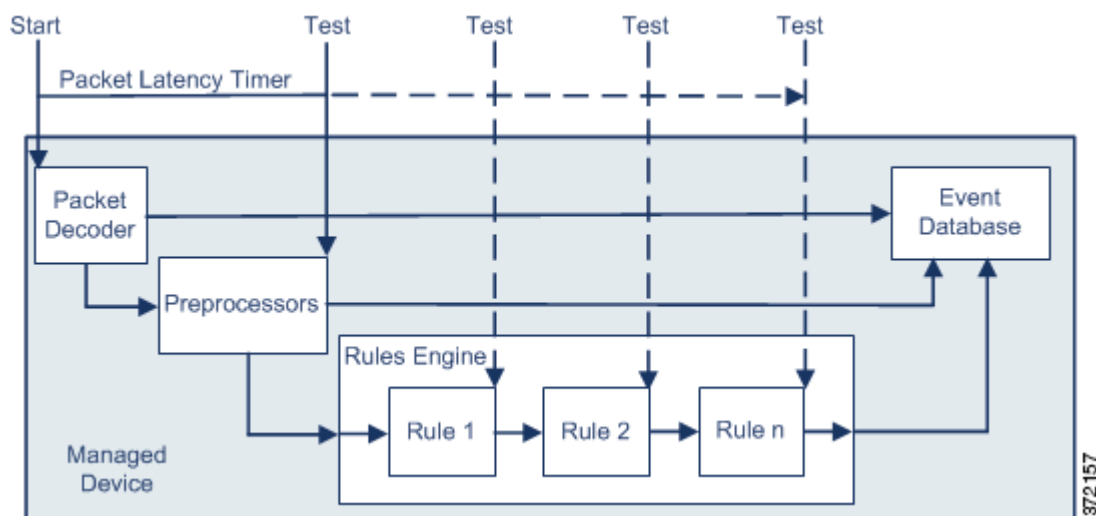 Start
Test
Test
Test
Test
Packet Latency Timer
Packet
Decoder
Event
Database
Preprocessors
Rules Engine
Rule 1
Rule 2
Rule n
Managed
Device
372157